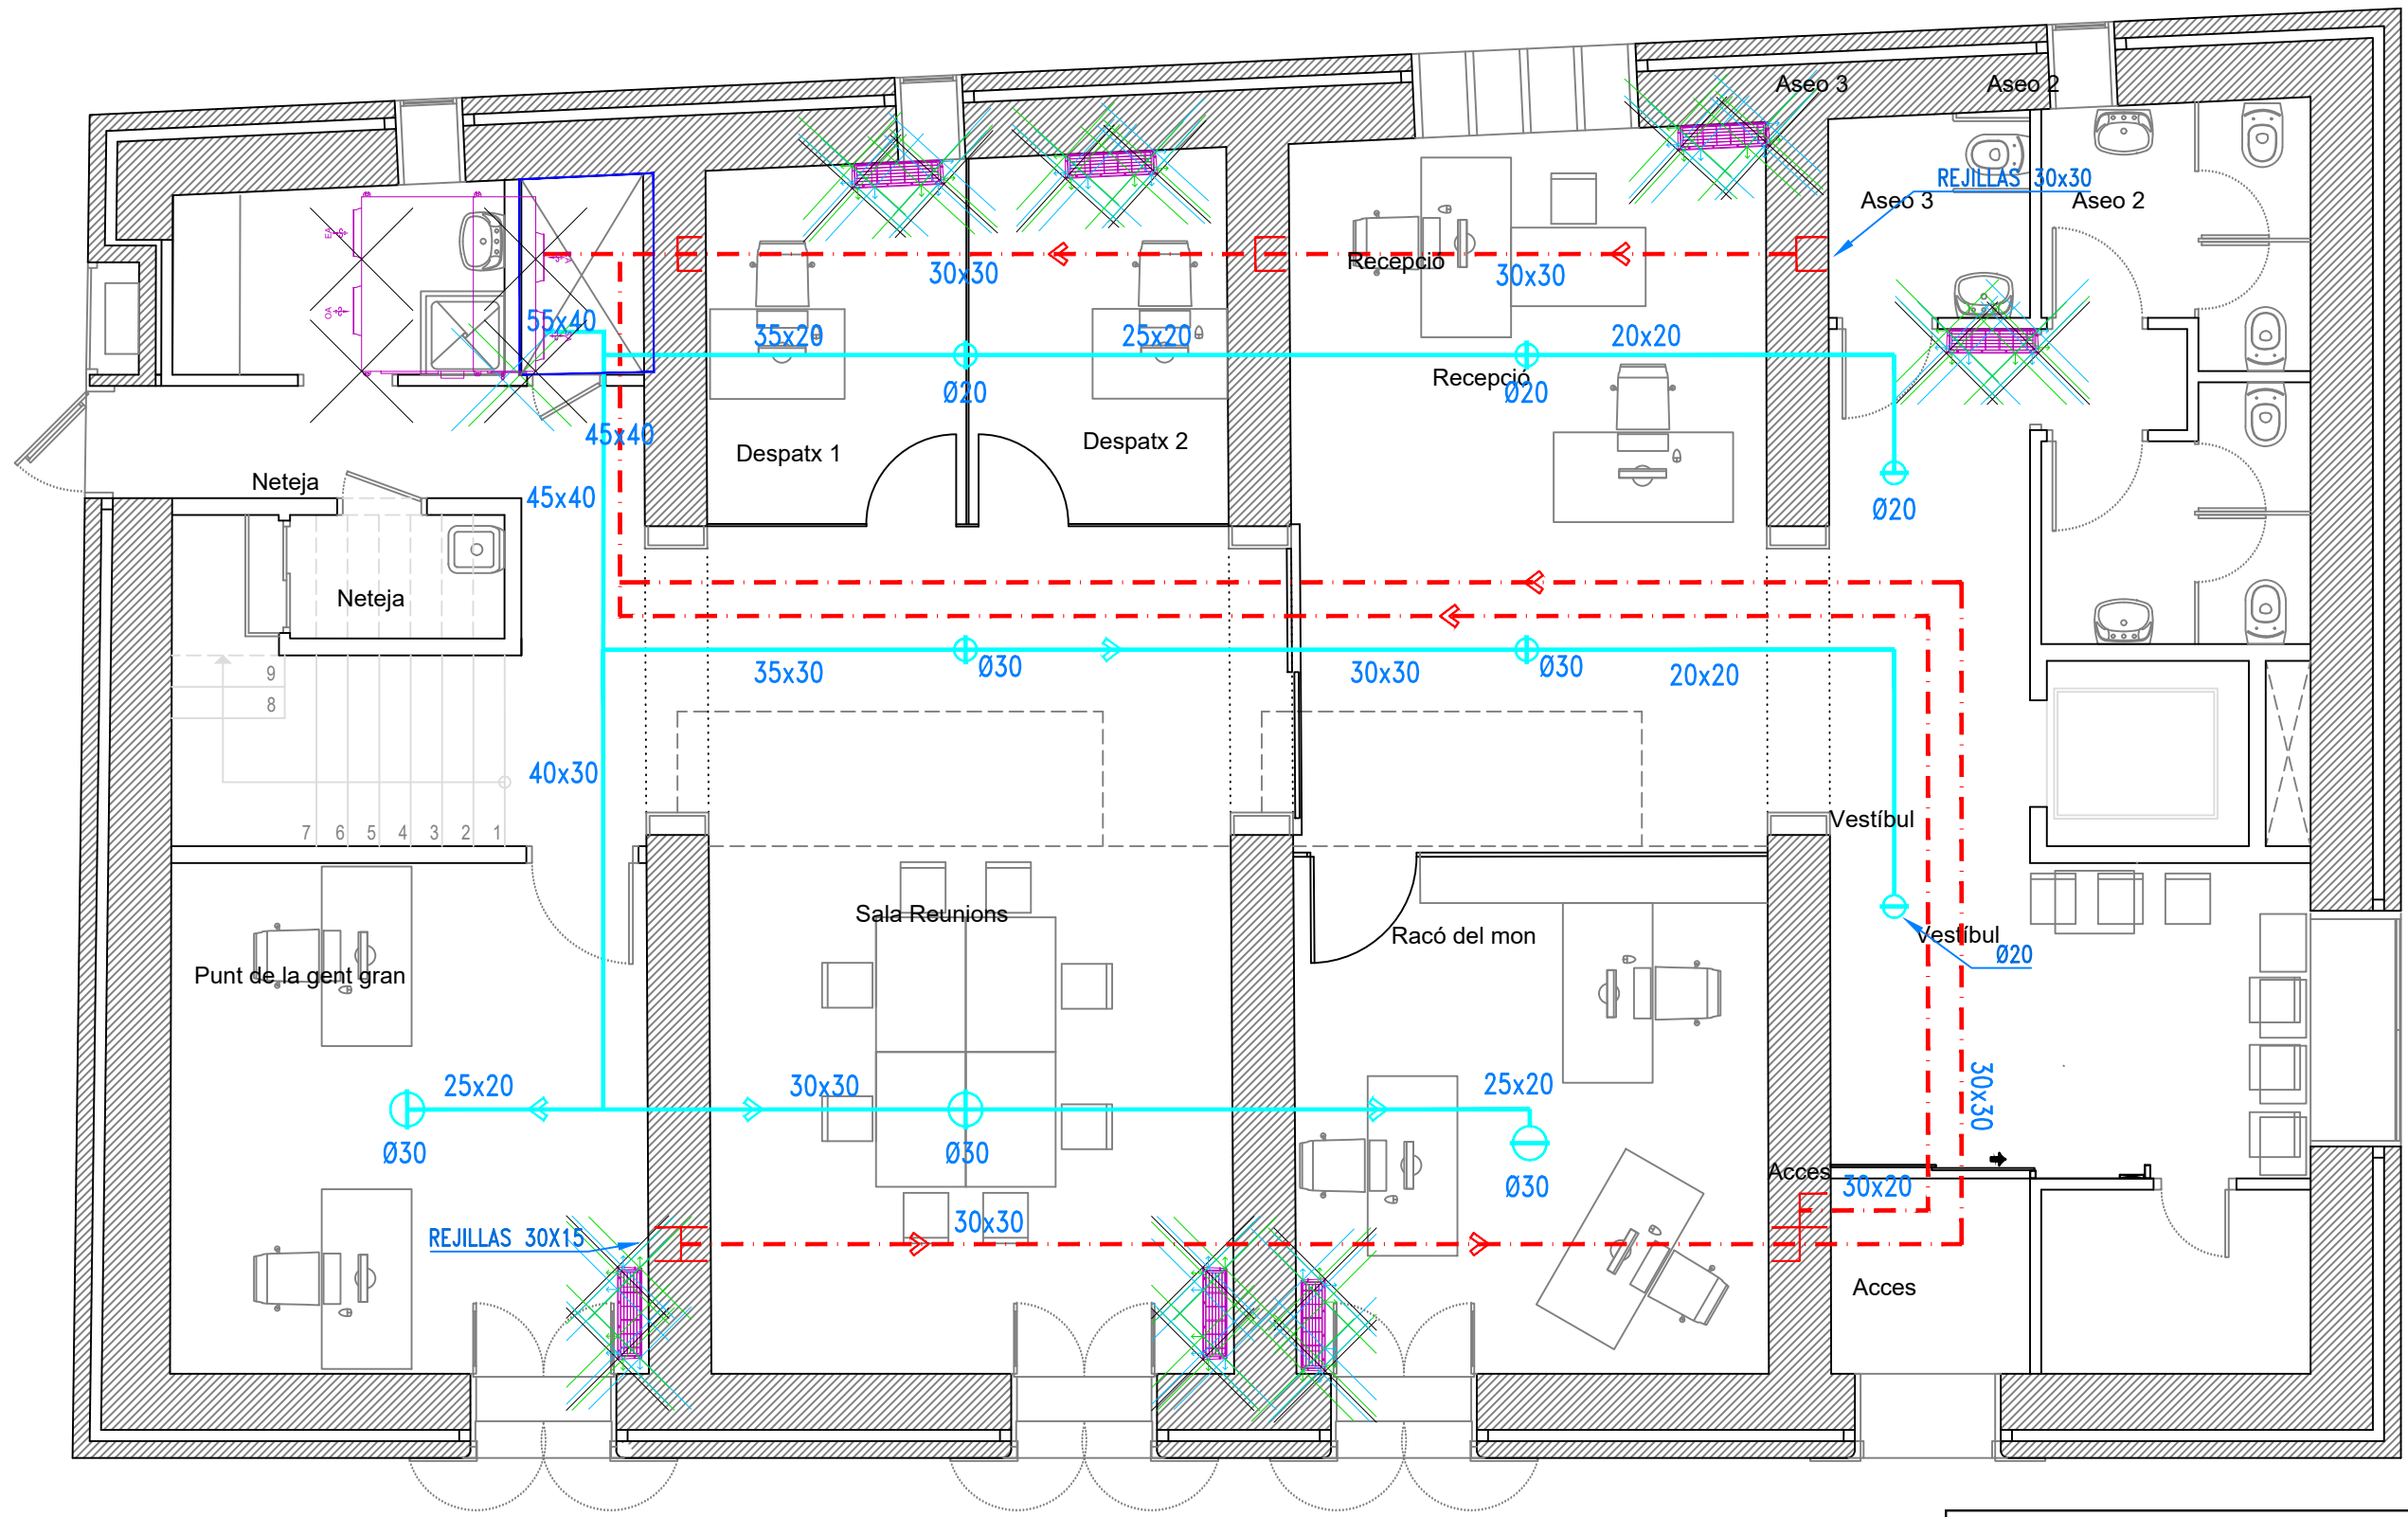 Aseo 3
Aseo 2
REJILLAS 30x30
Aseo 3
Aseo 2
EA
OA
Recepció
30x30
30x30
55x40
35x20
25x20
20x20
Recepció
Ø20
Ø20
45x40
Despatx 1
Despatx 2
Neteja
45x40
Ø20
Neteja
35x30
Ø30
30x30
Ø30
20x20
9
8
40x30
7
6
5
4
3
2
1
Vestíbul
Sala Reunions
Racó del mon
Vestíbul
Ø20
Punt de la gent gran
25x20
30x30
25x20
30x30
Ø30
Ø30
Ø30
Acces
30x20
REJILLAS 30X15
30x30
Acces